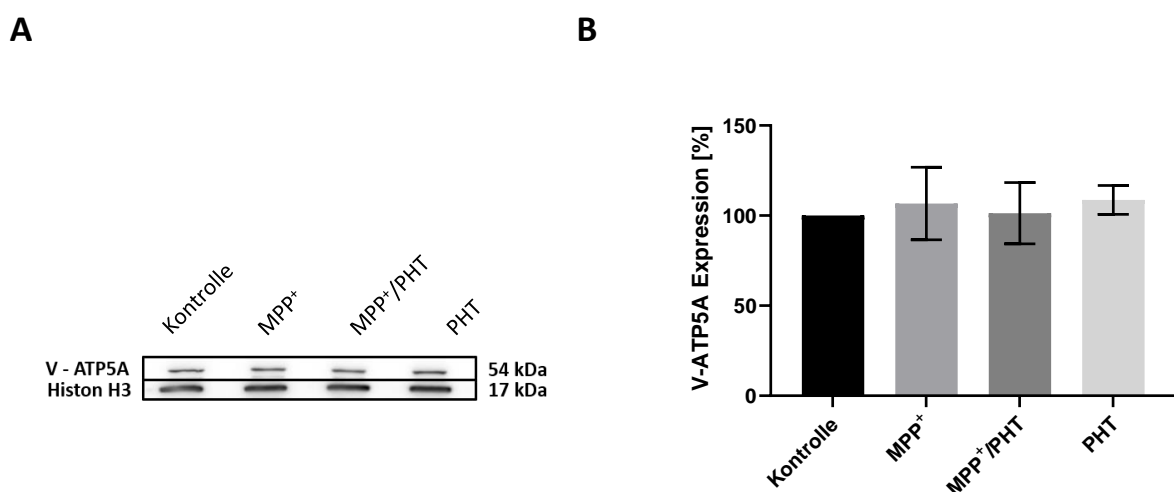 A
B
Kontrolle
MPP⁺
MPP⁺/PHT
PHT
V - ATP5A
54 kDa
Histon H3
17 kDa
V-ATP5A Expression [%]
150
100
50
0
Kontrolle
MPP⁺
MPP⁺/PHT
PHT